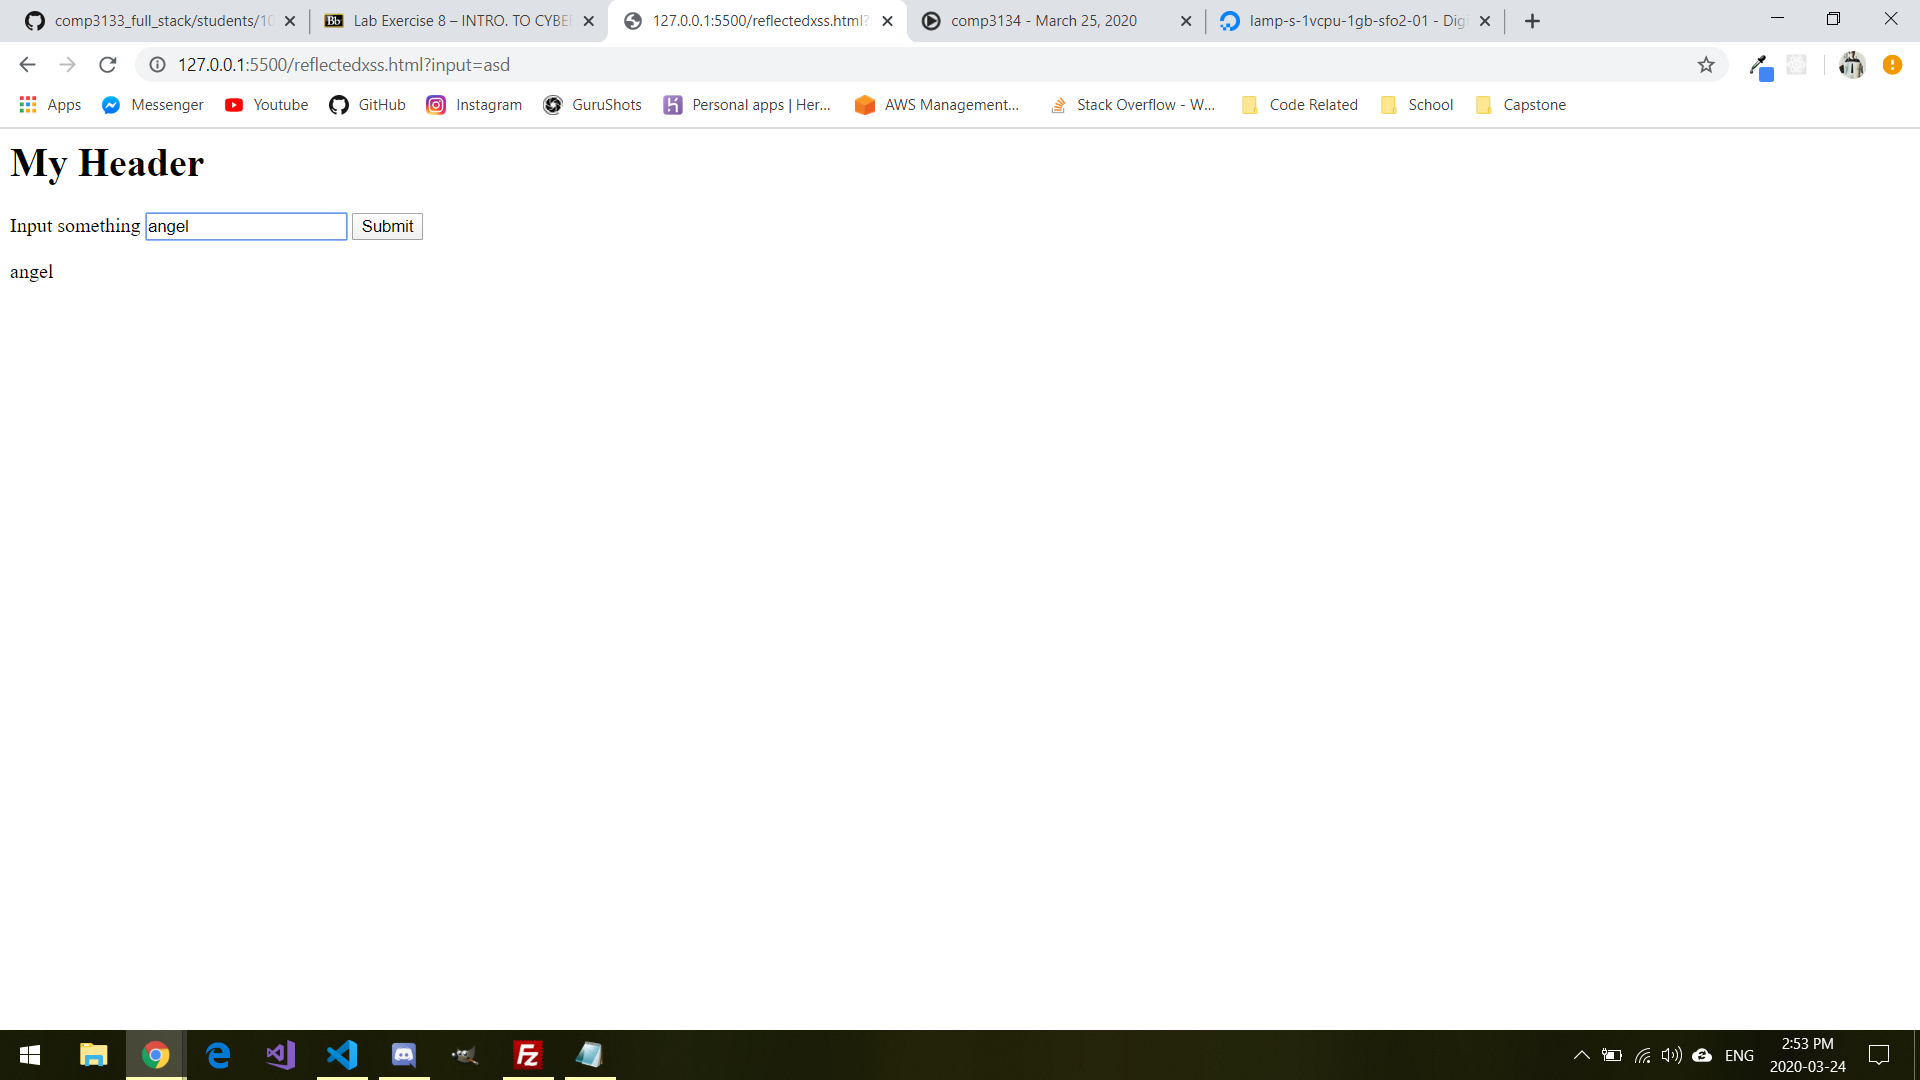 comp3133_full_stack/students/10
Lab Exercise 8 – INTRO. TO CYBE
127.0.0.1:5500/reflectedxss.html?
comp3134 - March 25, 2020
lamp-s-1vcpu-1gb-sfo2-01 - Digi
127.0.0.1:5500/reflectedxss.html?input=asd
Apps Messenger Youtube GitHub Instagram GuruShots Personal apps | Her... AWS Management... Stack Overflow - W... Code Related School Capstone
My Header
Input something angel Submit
angel
ENG
2:53 PM
2020-03-24